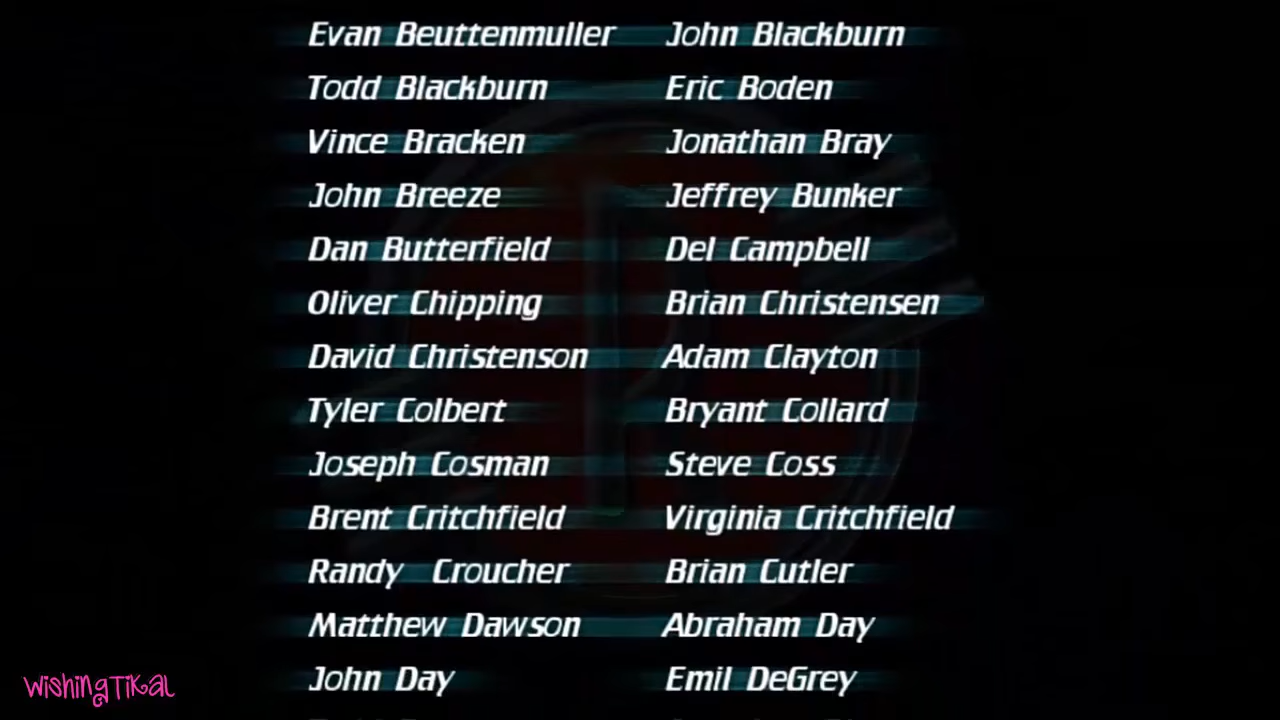 Evan Beuttenmuller John Blackburn
Todd Blackburn Eric Boden
Vince Bracken Jonathan Bray
John Breeze Jeffrey Bunker
Dan Butterfield Del Campbell
Oliver Chipping Brian Christensen
David Christenson Adam Clayton
Tyler Colbert Bryant Collard
Joseph Cosman Steve Coss
Brent Critchfield Virginia Critchfield
Randy Croucher Brian Cutler
Matthew Dawson Abraham Day
John Day Emil DeGrey
WishingTikal